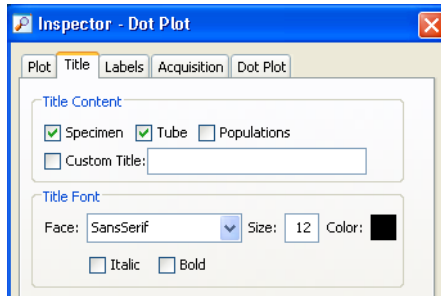 Inspector - Dot Plot
Plot Title Labels Acquisition Dot Plot
Title Content
Specimen Tube Populations
Custom Title:
Title Font
Face: SansSerif Size: 12 Color:
Italic Bold